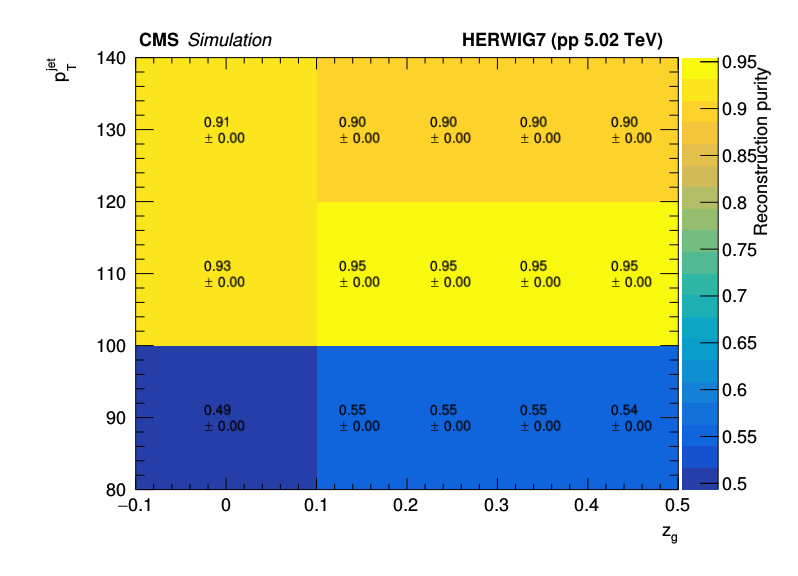 CMS Simulation HERWIG7 (pp 5.02 TeV)
p_T^jet
140
130
120
110
100
90
80
0.91 ± 0.00
0.90 ± 0.00
0.90 ± 0.00
0.90 ± 0.00
0.90 ± 0.00
0.93 ± 0.00
0.95 ± 0.00
0.95 ± 0.00
0.95 ± 0.00
0.95 ± 0.00
0.49 ± 0.00
0.55 ± 0.00
0.55 ± 0.00
0.55 ± 0.00
0.54 ± 0.00
−0.1 0 0.1 0.2 0.3 0.4 0.5
z_g
0.95
0.9
0.85
0.8
0.75
0.7
0.65
0.6
0.55
0.5
Reconstruction purity